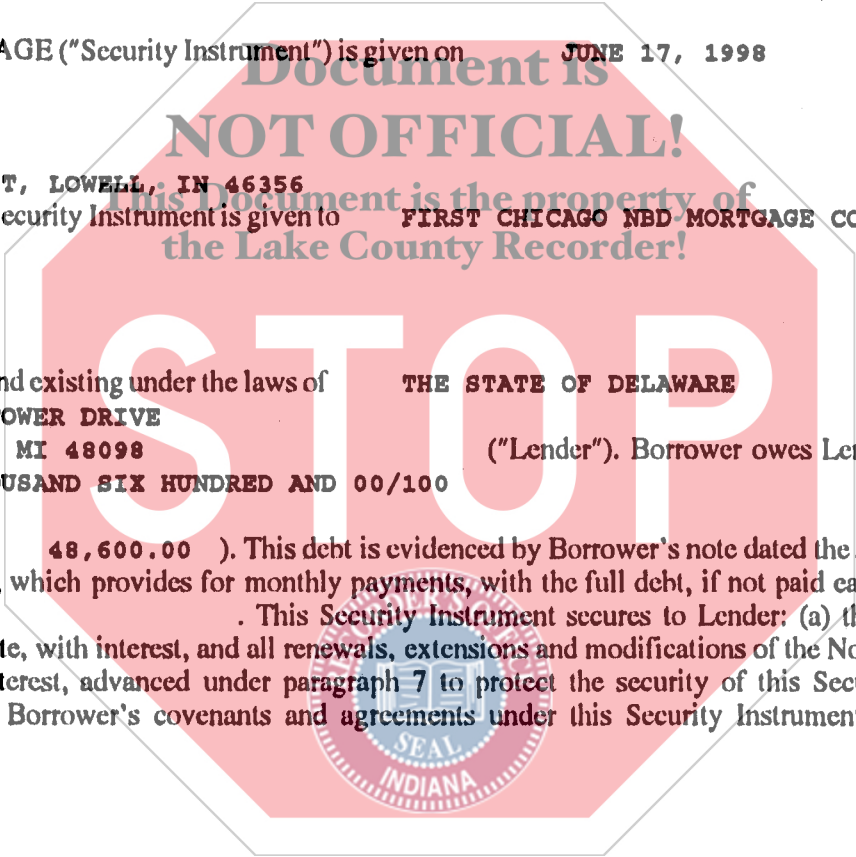 AGE ("Security Instrument") is given on JUNE 17, 1998
Document is
NOT OFFICIAL!
T, LOWELL, IN 46356
This Document is the property of
ecurity Instrument is given to FIRST CHICAGO NBD MORTGAGE CO
the Lake County Recorder!
STOP
nd existing under the laws of THE STATE OF DELAWARE
OWER DRIVE
MI 48098 ("Lender"). Borrower owes Len
USAND SIX HUNDRED AND 00/100
48,600.00 ). This debt is evidenced by Borrower's note dated the
, which provides for monthly payments, with the full debt, if not paid ea
. This Security Instrument secures to Lender: (a) th
te, with interest, and all renewals, extensions and modifications of the No
terest, advanced under paragraph 7 to protect the security of this Secu
Borrower's covenants and agreements under this Security Instrument
SEAL
INDIANA